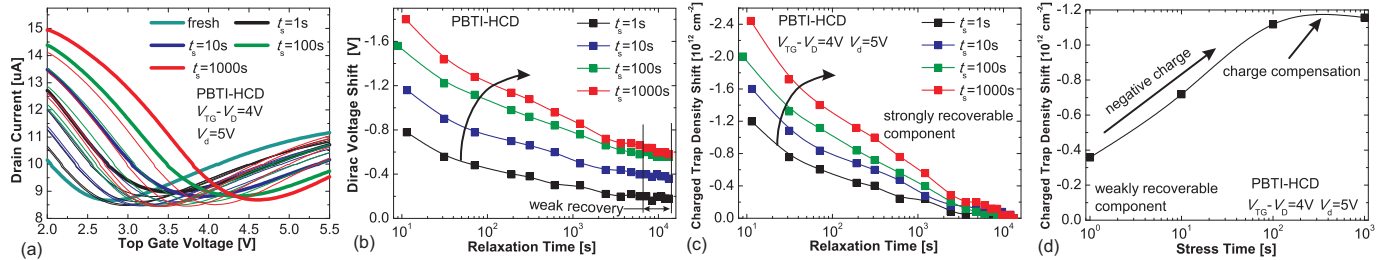 Drain Current [uA]
15
14
13
12
11
10
9
8
fresh
t_s=1s
t_s=10s
t_s=100s
t_s=1000s
PBTI-HCD
V_TG-V_D=4V
V_d=5V
2.0 2.5 3.0 3.5 4.0 4.5 5.0 5.5
Top Gate Voltage [V]
(a)
Dirac Voltage Shift [V]
-1.6
-1.2
-0.8
-0.4
0.0
PBTI-HCD
t_s=1s
t_s=10s
t_s=100s
t_s=1000s
weak recovery
10^1 10^2 10^3 10^4
Relaxation Time [s]
(b)
Charged Trap Density Shift [10^12 cm^-2]
-2.4
-2.0
-1.6
-1.2
-0.8
-0.4
0.0
PBTI-HCD
V_TG-V_D=4V V_d=5V
t_s=1s
t_s=10s
t_s=100s
t_s=1000s
strongly recoverable
component
10^1 10^2 10^3 10^4
Relaxation Time [s]
(c)
Charged Trap Density Shift [10^12 cm^-2]
-1.2
-1.0
-0.8
-0.6
-0.4
-0.2
0.0
negative charge
charge compensation
weakly recoverable
component
PBTI-HCD
V_TG-V_D=4V V_d=5V
10^0 10^1 10^2 10^3
Stress Time [s]
(d)